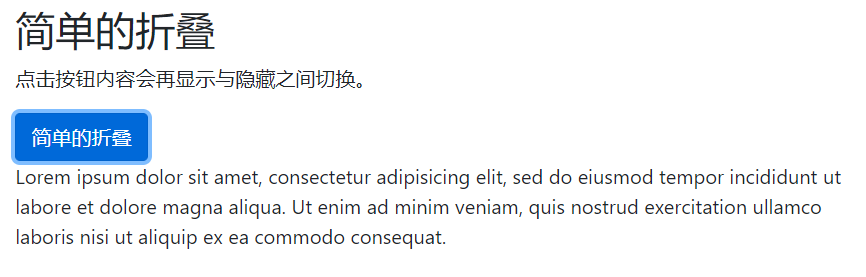 简单的折叠
点击按钮内容会再显示与隐藏之间切换。
简单的折叠
Lorem ipsum dolor sit amet, consectetur adipisicing elit, sed do eiusmod tempor incididunt ut
labore et dolore magna aliqua. Ut enim ad minim veniam, quis nostrud exercitation ullamco
laboris nisi ut aliquip ex ea commodo consequat.